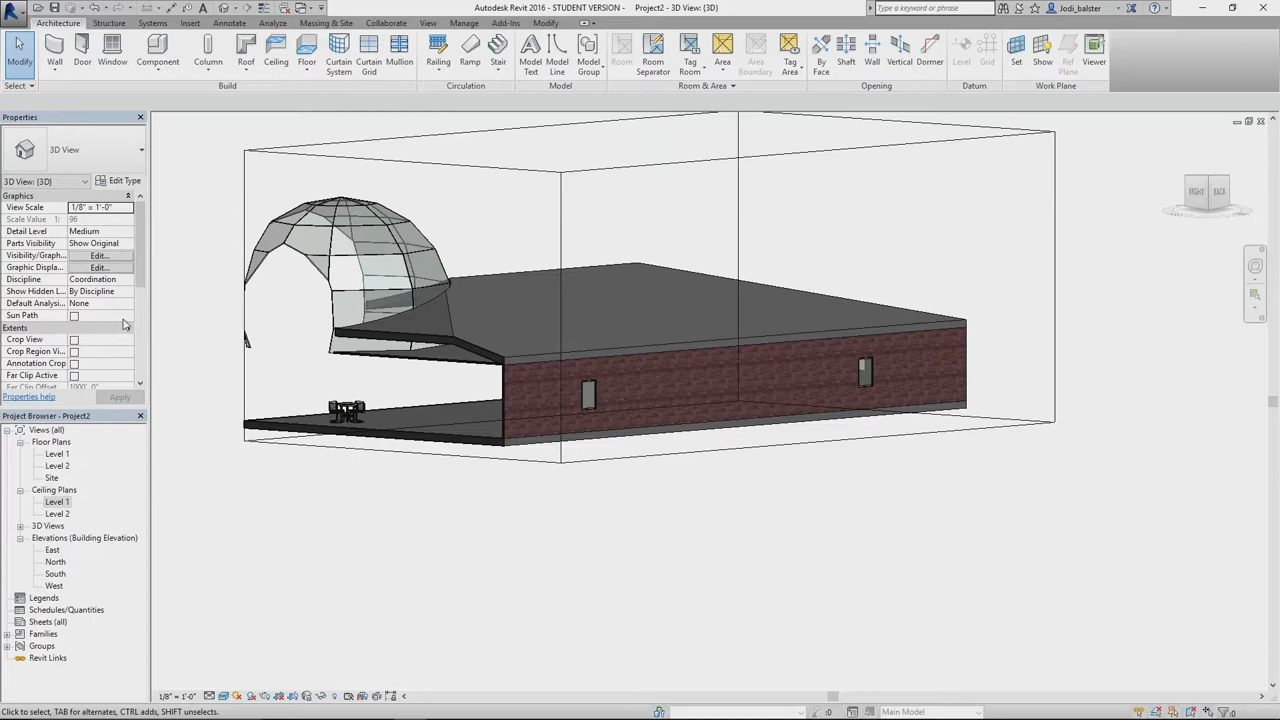 Autodesk Revit 2016 - STUDENT VERSION - Project2 - 3D View: {3D}
Type a keyword or phrase
Jodi_balster
Architecture Structure Systems Insert Annotate Analyze Massing & Site Collaborate View Manage Add-Ins Modify
Modify Wall Door Window Component Column Roof Ceiling Floor Curtain System Curtain Grid Mullion Railing Ramp Stair Model Text Model Line Model Group Room Room Separator Tag Room Area Area Boundary Tag Area By Face Shaft Wall Vertical Dormer Level Grid Set Show Ref Plane Viewer
Select Build Circulation Model Room & Area Opening Datum Work Plane
Properties
3D View
3D View: {3D} Edit Type
Graphics
View Scale 1/8" = 1'-0"
Scale Value 1: 96
Detail Level Medium
Parts Visibility Show Original
Visibility/Graph... Edit...
Graphic Displa... Edit...
Discipline Coordination
Show Hidden L... By Discipline
Default Analysi... None
Sun Path
Extents
Crop View
Crop Region Vi...
Annotation Crop
Far Clip Active
Far Clip Offset 1000' 0"
Properties help Apply
Project Browser - Project2
Views (all)
Floor Plans
Level 1
Level 2
Site
Ceiling Plans
Level 1
Level 2
3D Views
Elevations (Building Elevation)
East
North
South
West
Legends
Schedules/Quantities
Sheets (all)
Families
Groups
Revit Links
RIGHT BACK
1/8" = 1'-0"
Click to select, TAB for alternates, CTRL adds, SHIFT unselects.
:0 Main Model :0